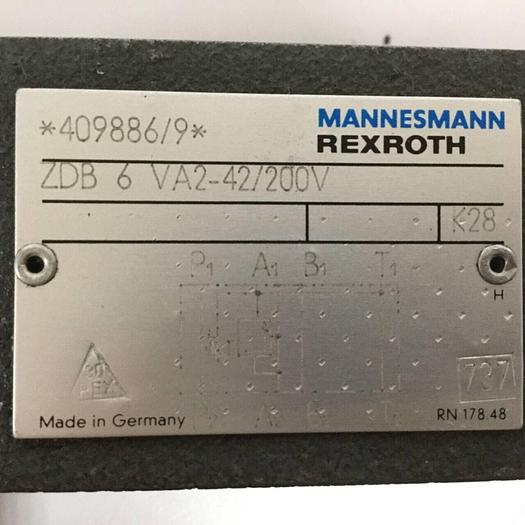 *409886/9*
MANNESMANN
REXROTH
ZDB 6 VA2-42/200V
K28
P1 A1 B1 T1
H
REX
737
Made in Germany
RN 178.48